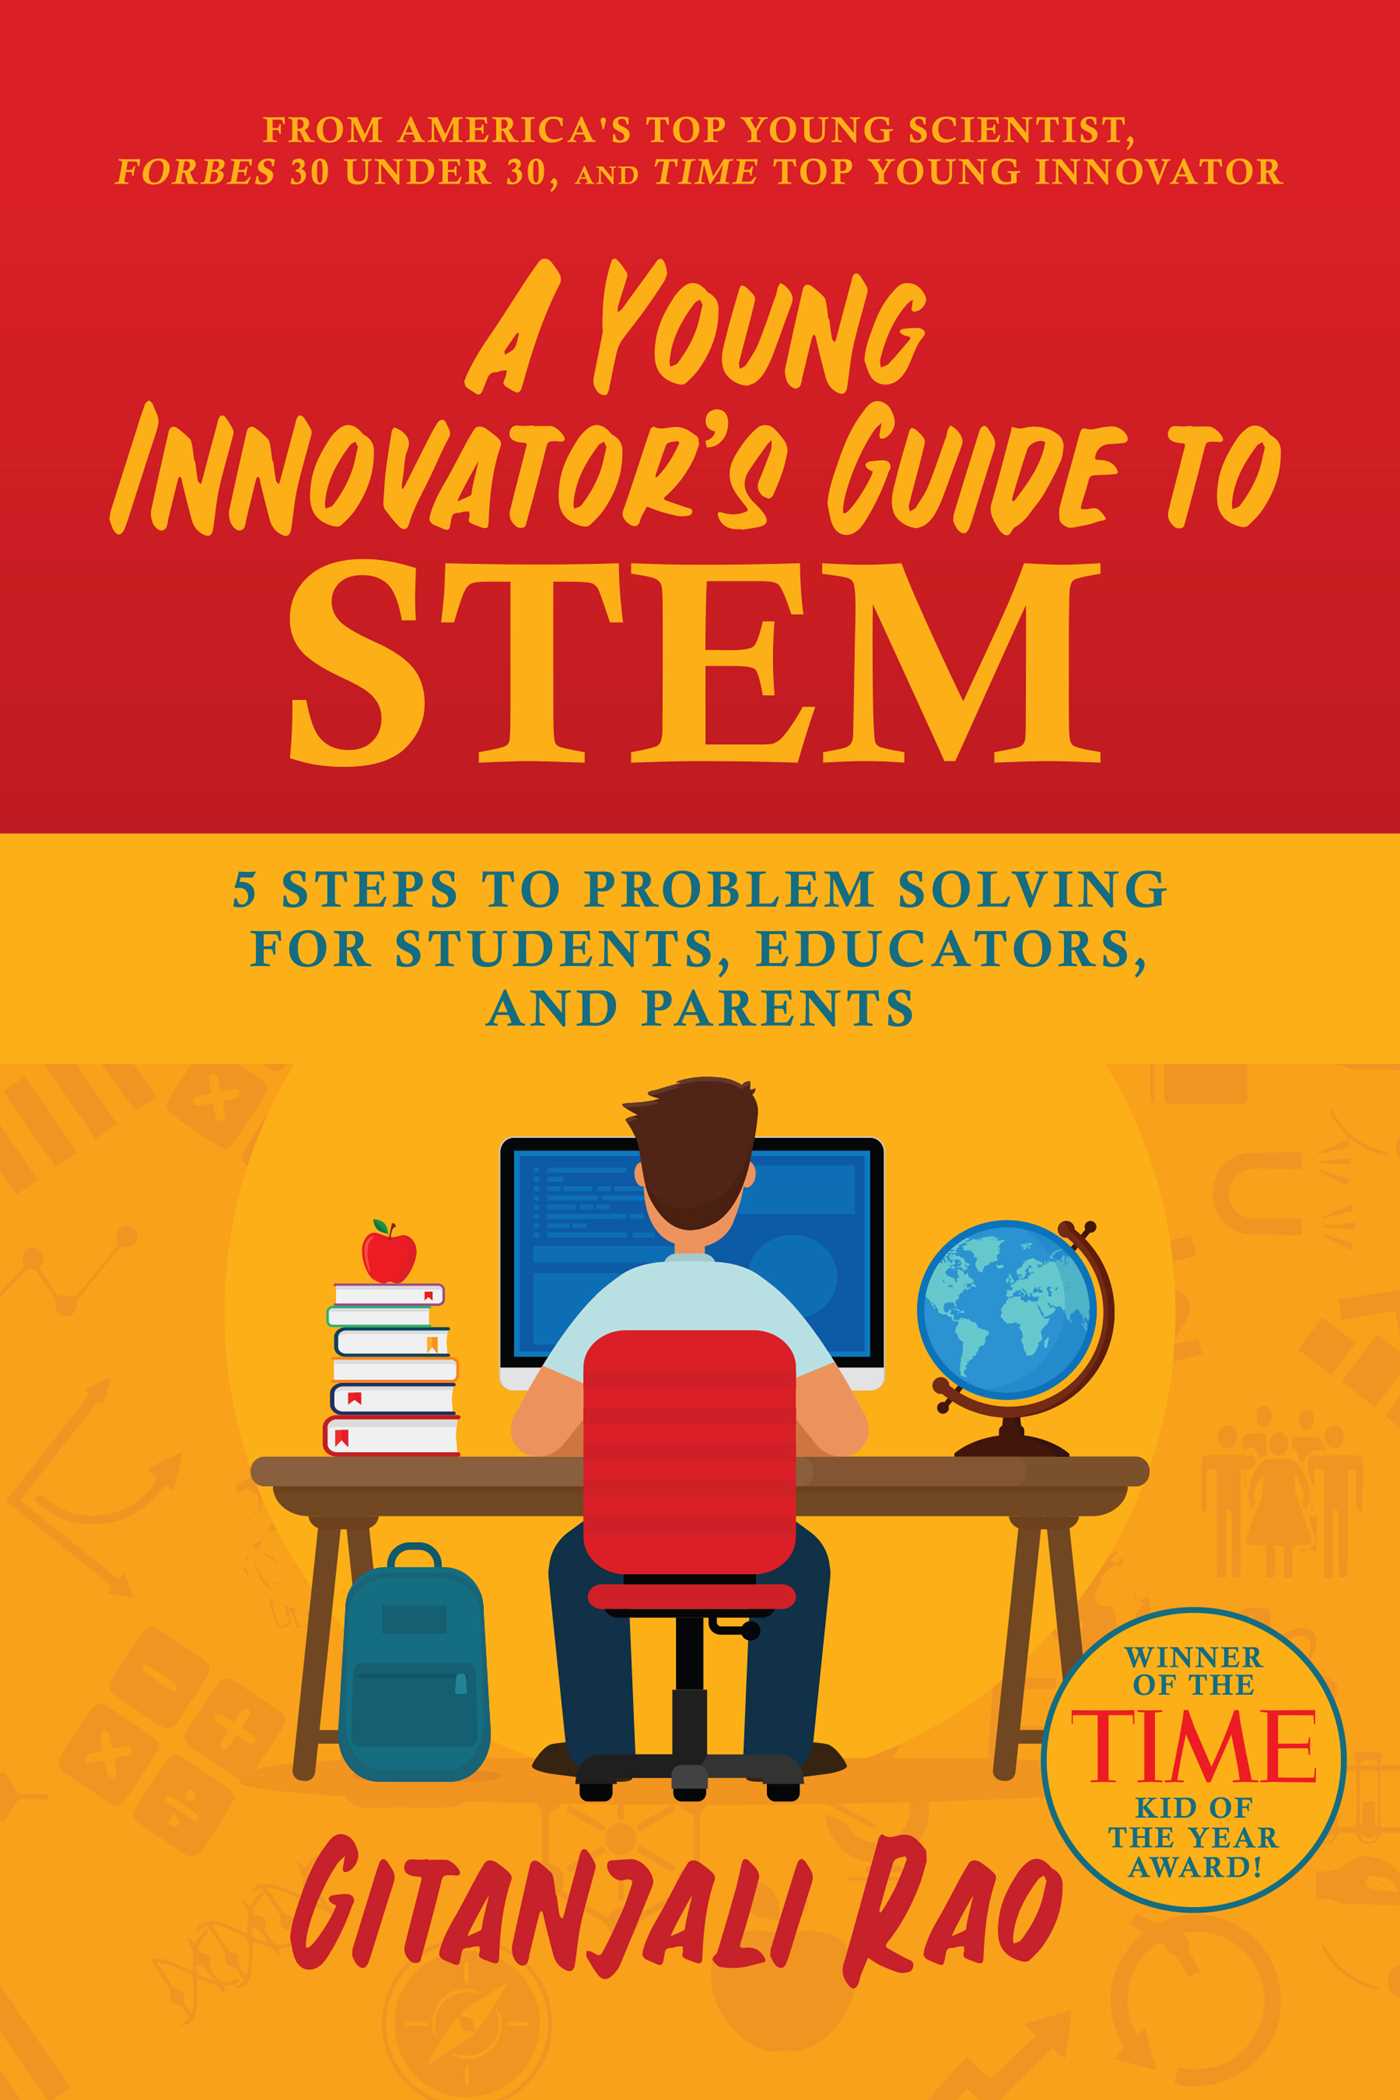 FROM AMERICA'S TOP YOUNG SCIENTIST,
FORBES 30 UNDER 30, AND TIME TOP YOUNG INNOVATOR
A YOUNG
INNOVATOR'S GUIDE TO
STEM
5 STEPS TO PROBLEM SOLVING
FOR STUDENTS, EDUCATORS,
AND PARENTS
WINNER
OF THE
TIME
KID OF
THE YEAR
AWARD!
GITANJALI RAO